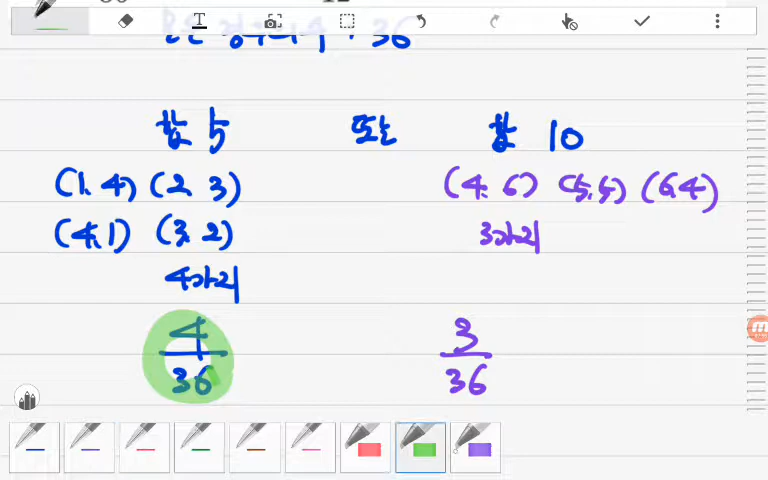 36
합 5 또는 합 10
(1, 4) (2, 3) (4, 6) (5, 5) (6, 4)
(4, 1) (3, 2) 3가지
4가지
4/36 3/36